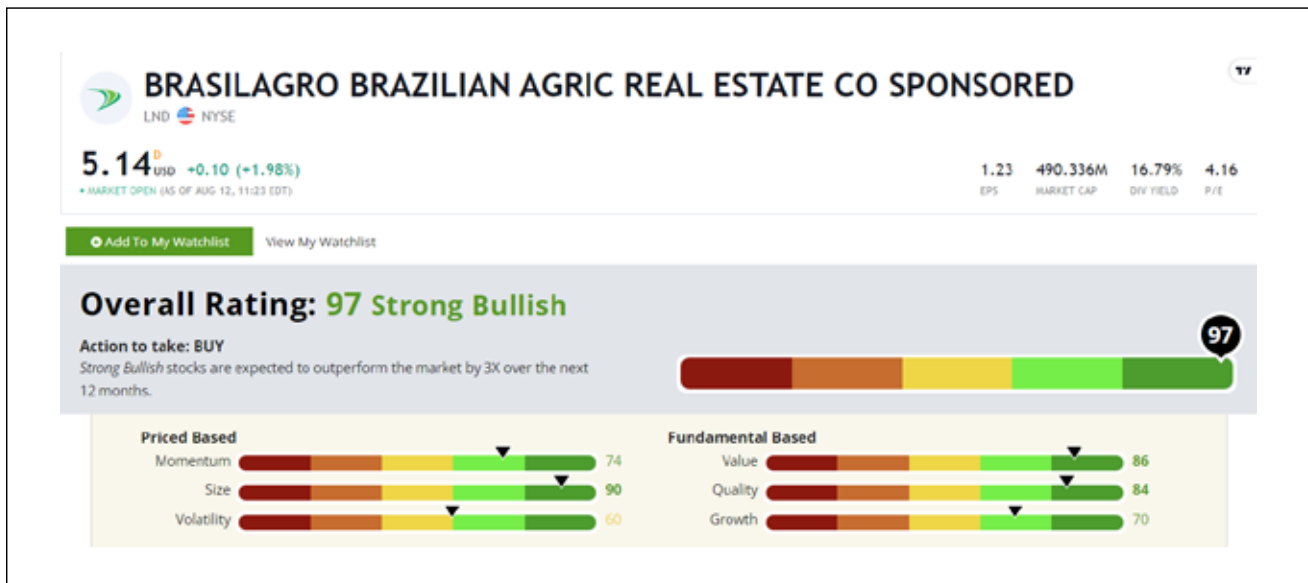 BRASILAGRO BRAZILIAN AGRIC REAL ESTATE CO SPONSORED
LND NYSE
5.14 D USD +0.10 (+1.98%)
• MARKET OPEN (AS OF AUG 12, 11:23 EDT)
1.23 490.336M 16.79% 4.16
EPS MARKET CAP DIV YIELD P/E
Add To My Watchlist View My Watchlist
Overall Rating: 97 Strong Bullish
Action to take: BUY
Strong Bullish stocks are expected to outperform the market by 3X over the next
12 months.
97
Priced Based
Momentum 74
Size 90
Volatility 60
Fundamental Based
Value 86
Quality 84
Growth 70